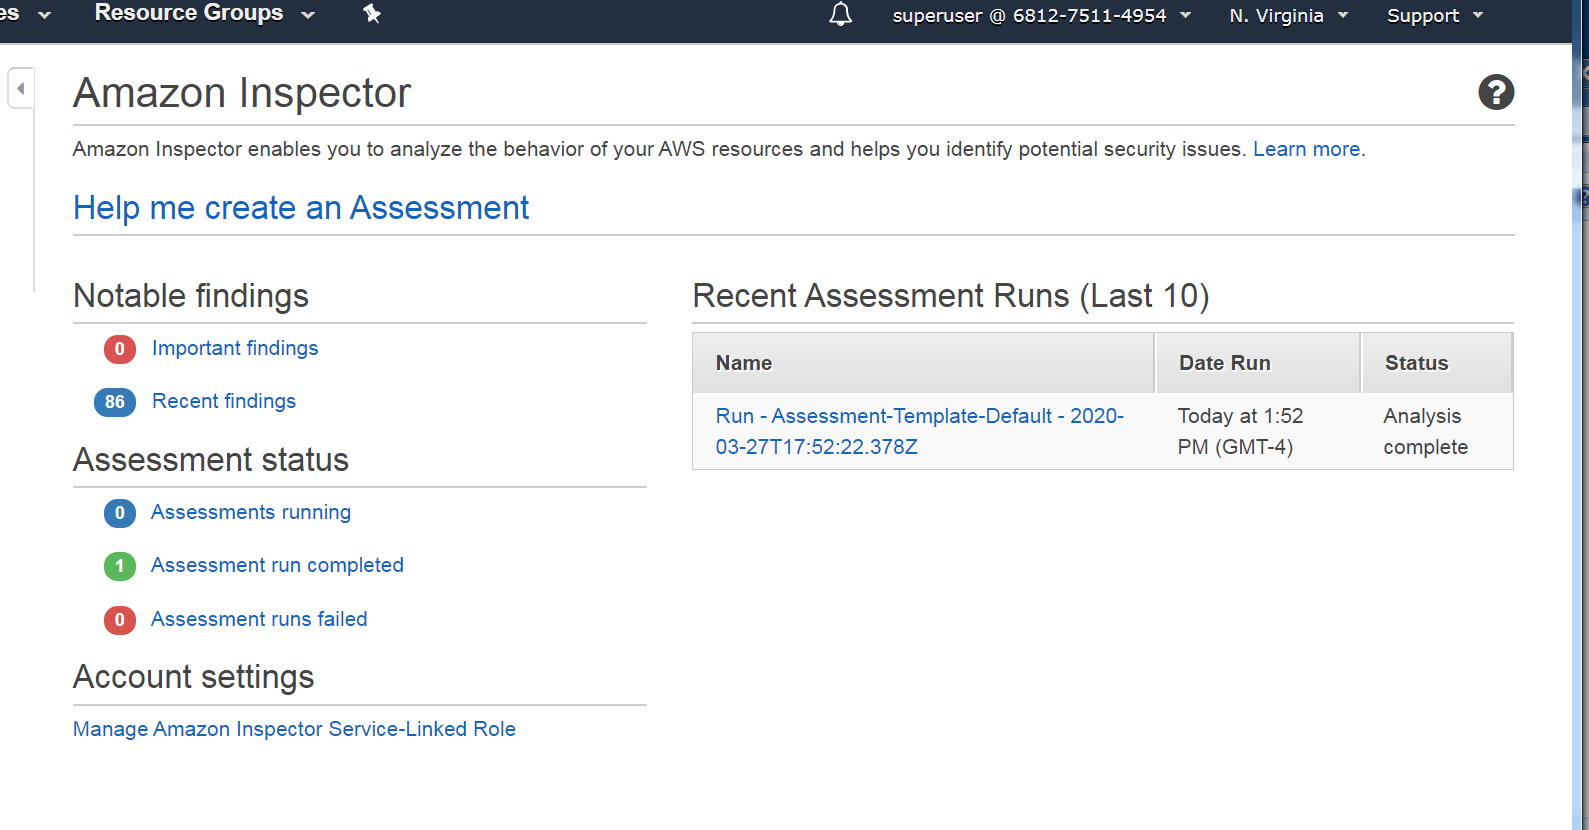 es Resource Groups superuser @ 6812-7511-4954 N. Virginia Support
Amazon Inspector
?
Amazon Inspector enables you to analyze the behavior of your AWS resources and helps you identify potential security issues. Learn more.
Help me create an Assessment
Notable findings
0 Important findings
86 Recent findings
Assessment status
0 Assessments running
1 Assessment run completed
0 Assessment runs failed
Account settings
Manage Amazon Inspector Service-Linked Role
Recent Assessment Runs (Last 10)
Name Date Run Status
Run - Assessment-Template-Default - 2020-
03-27T17:52:22.378Z
Today at 1:52
PM (GMT-4)
Analysis
complete